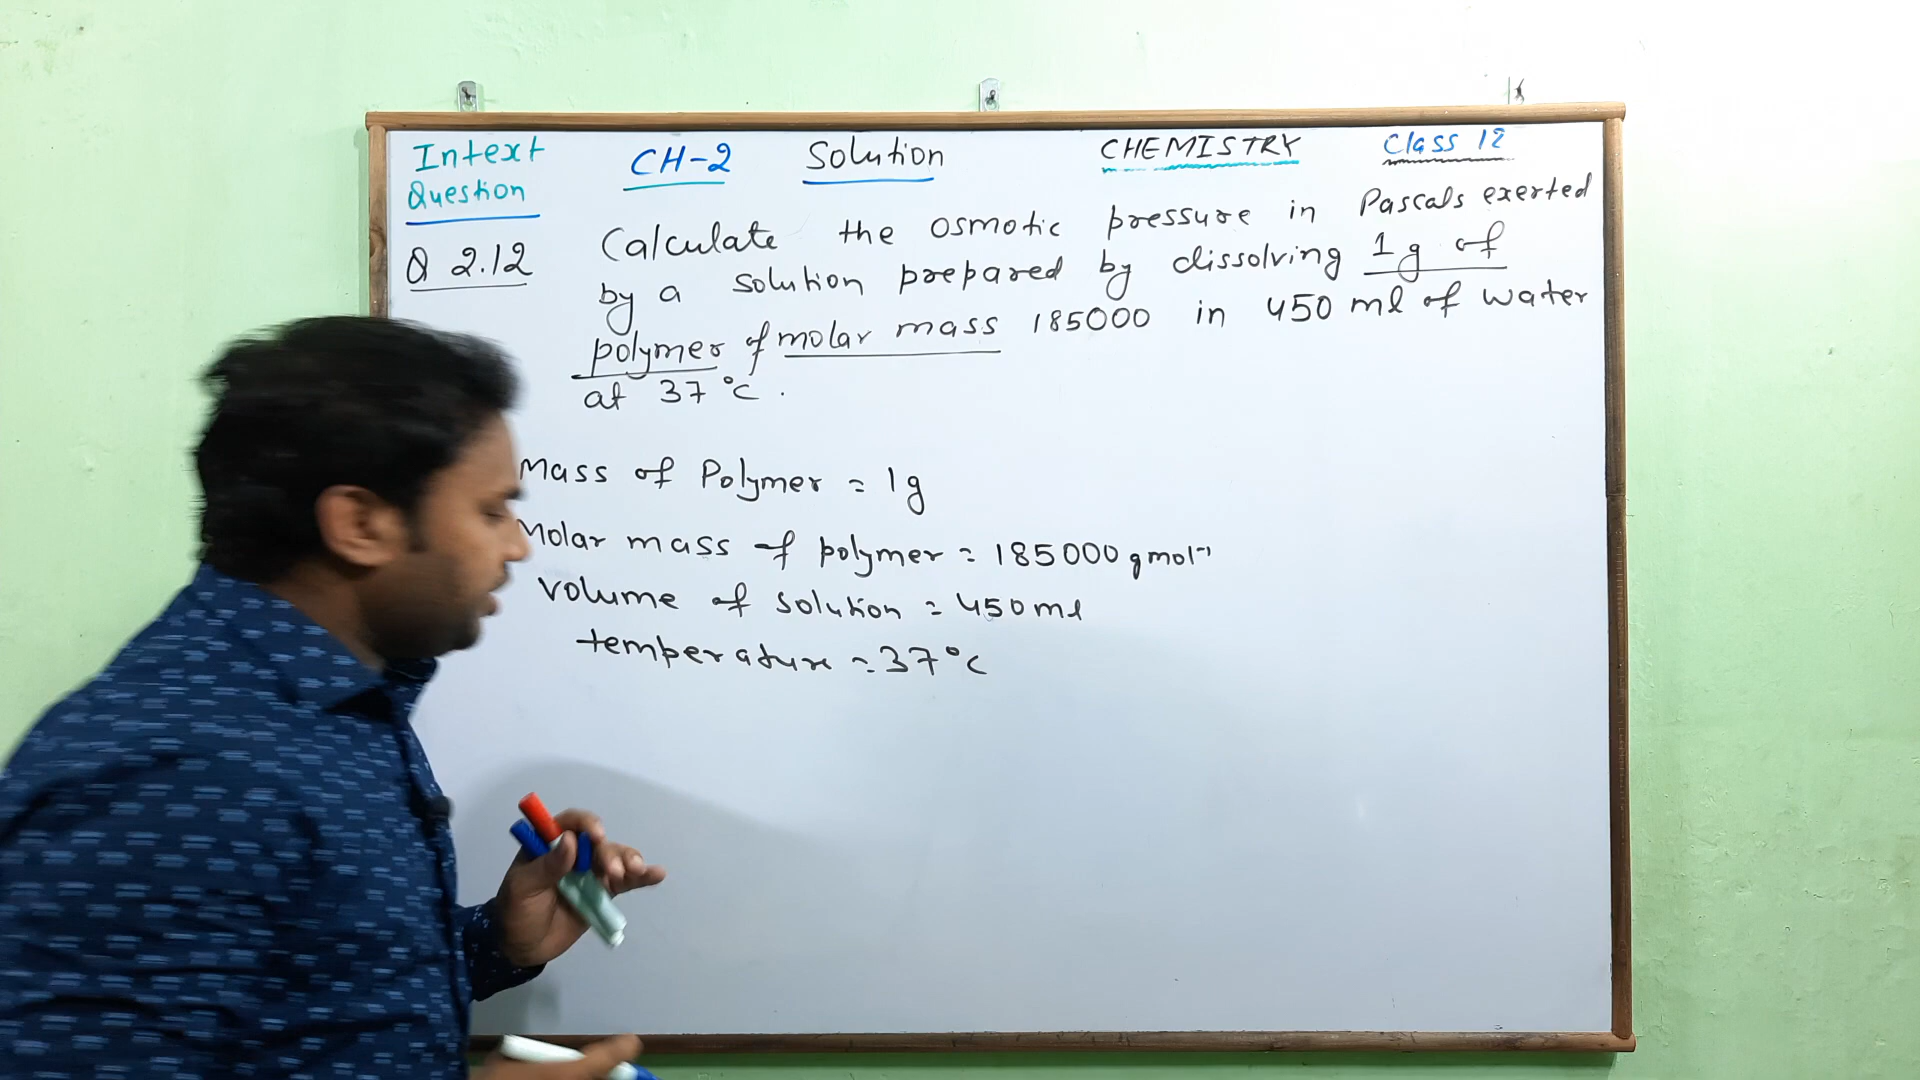 Intext Question CH-2 Solution CHEMISTRY Class 12
Q 2.12 Calculate the osmotic pressure in Pascals exerted
by a solution prepared by dissolving 1g of
polymer of molar mass 185000 in 450 ml of water
at 37°C.
Mass of Polymer = 1g
Molar mass of polymer = 185000 g mol⁻¹
Volume of solution = 450 ml
temperature = 37°C